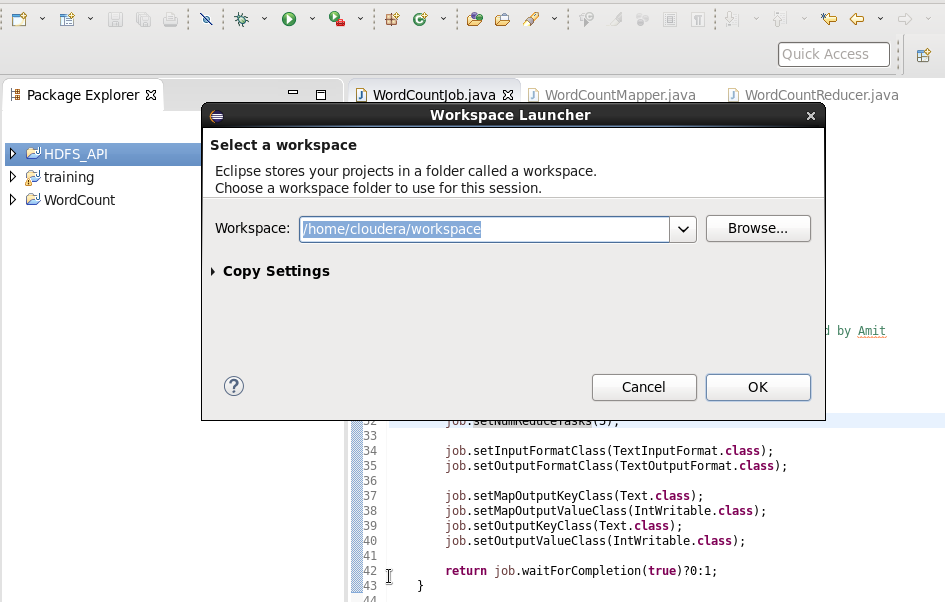 Quick Access
Package Explorer
WordCountJob.java
WordCountMapper.java
WordCountReducer.java
Workspace Launcher
HDFS_API
training
WordCount
Select a workspace
Eclipse stores your projects in a folder called a workspace.
Choose a workspace folder to use for this session.
Workspace: /home/cloudera/workspace Browse...
Copy Settings
d by Amit
? Cancel OK
32 job.setNumReduceTasks(3);
33
34 job.setInputFormatClass(TextInputFormat.class);
35 job.setOutputFormatClass(TextOutputFormat.class);
36
37 job.setMapOutputKeyClass(Text.class);
38 job.setMapOutputValueClass(IntWritable.class);
39 job.setOutputKeyClass(Text.class);
40 job.setOutputValueClass(IntWritable.class);
41
42 return job.waitForCompletion(true)?0:1;
43 }
44